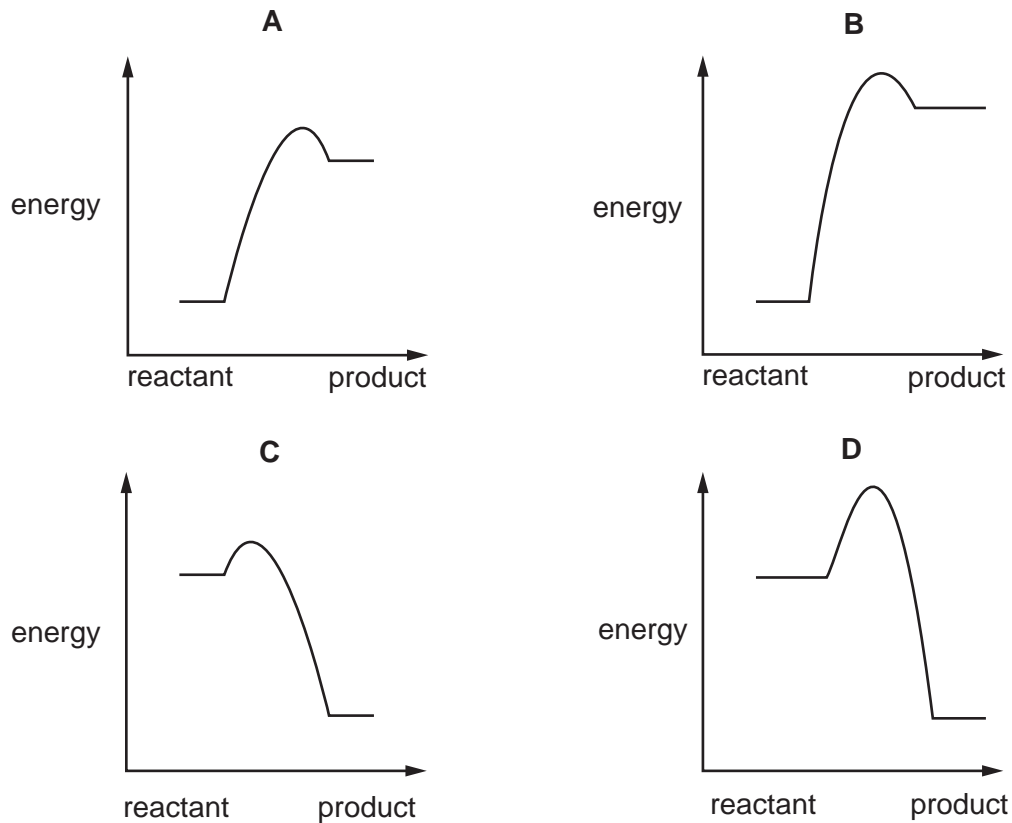 A
energy
reactant product
B
energy
reactant product
C
energy
reactant product
D
energy
reactant product